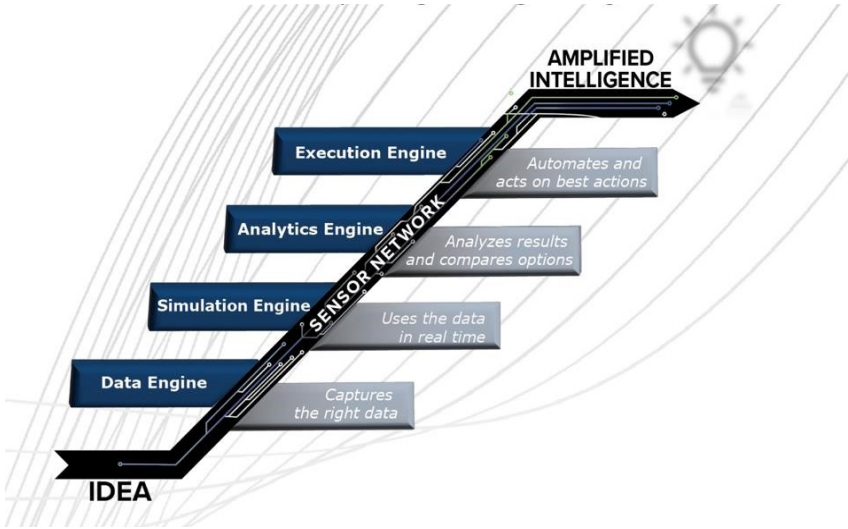 AMPLIFIED
INTELLIGENCE
Execution Engine
Automates and
acts on best actions
Analytics Engine
Analyzes results
and compares options
SENSOR NETWORK
Simulation Engine
Uses the data
in real time
Data Engine
Captures
the right data
IDEA